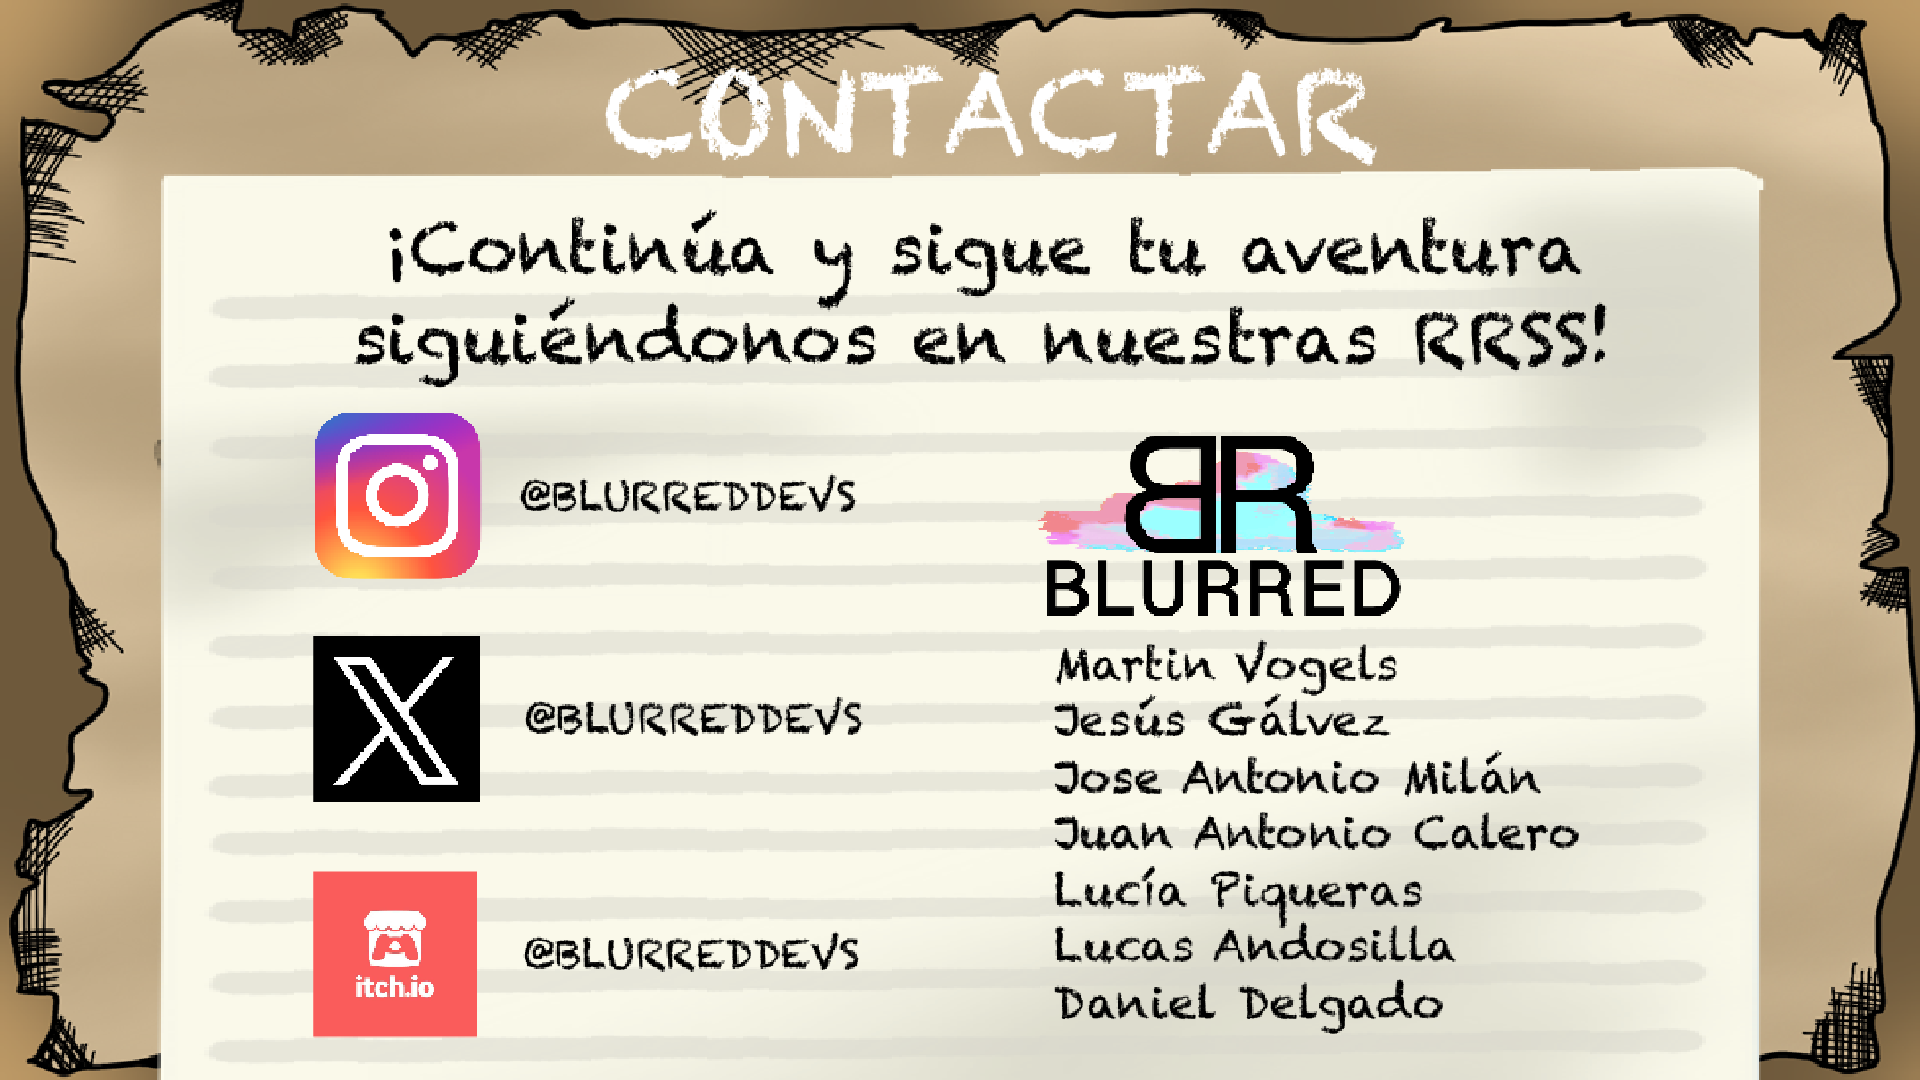 CONTACTAR
¡Continúa y sigue tu aventura
siguiéndonos en nuestras RRSS!
@BLURREDDEVS
@BLURREDDEVS
itch.io
@BLURREDDEVS
BR
BLURRED
Martin Vogels
Jesús Gálvez
Jose Antonio Milán
Juan Antonio Calero
Lucía Piqueras
Lucas Andosilla
Daniel Delgado